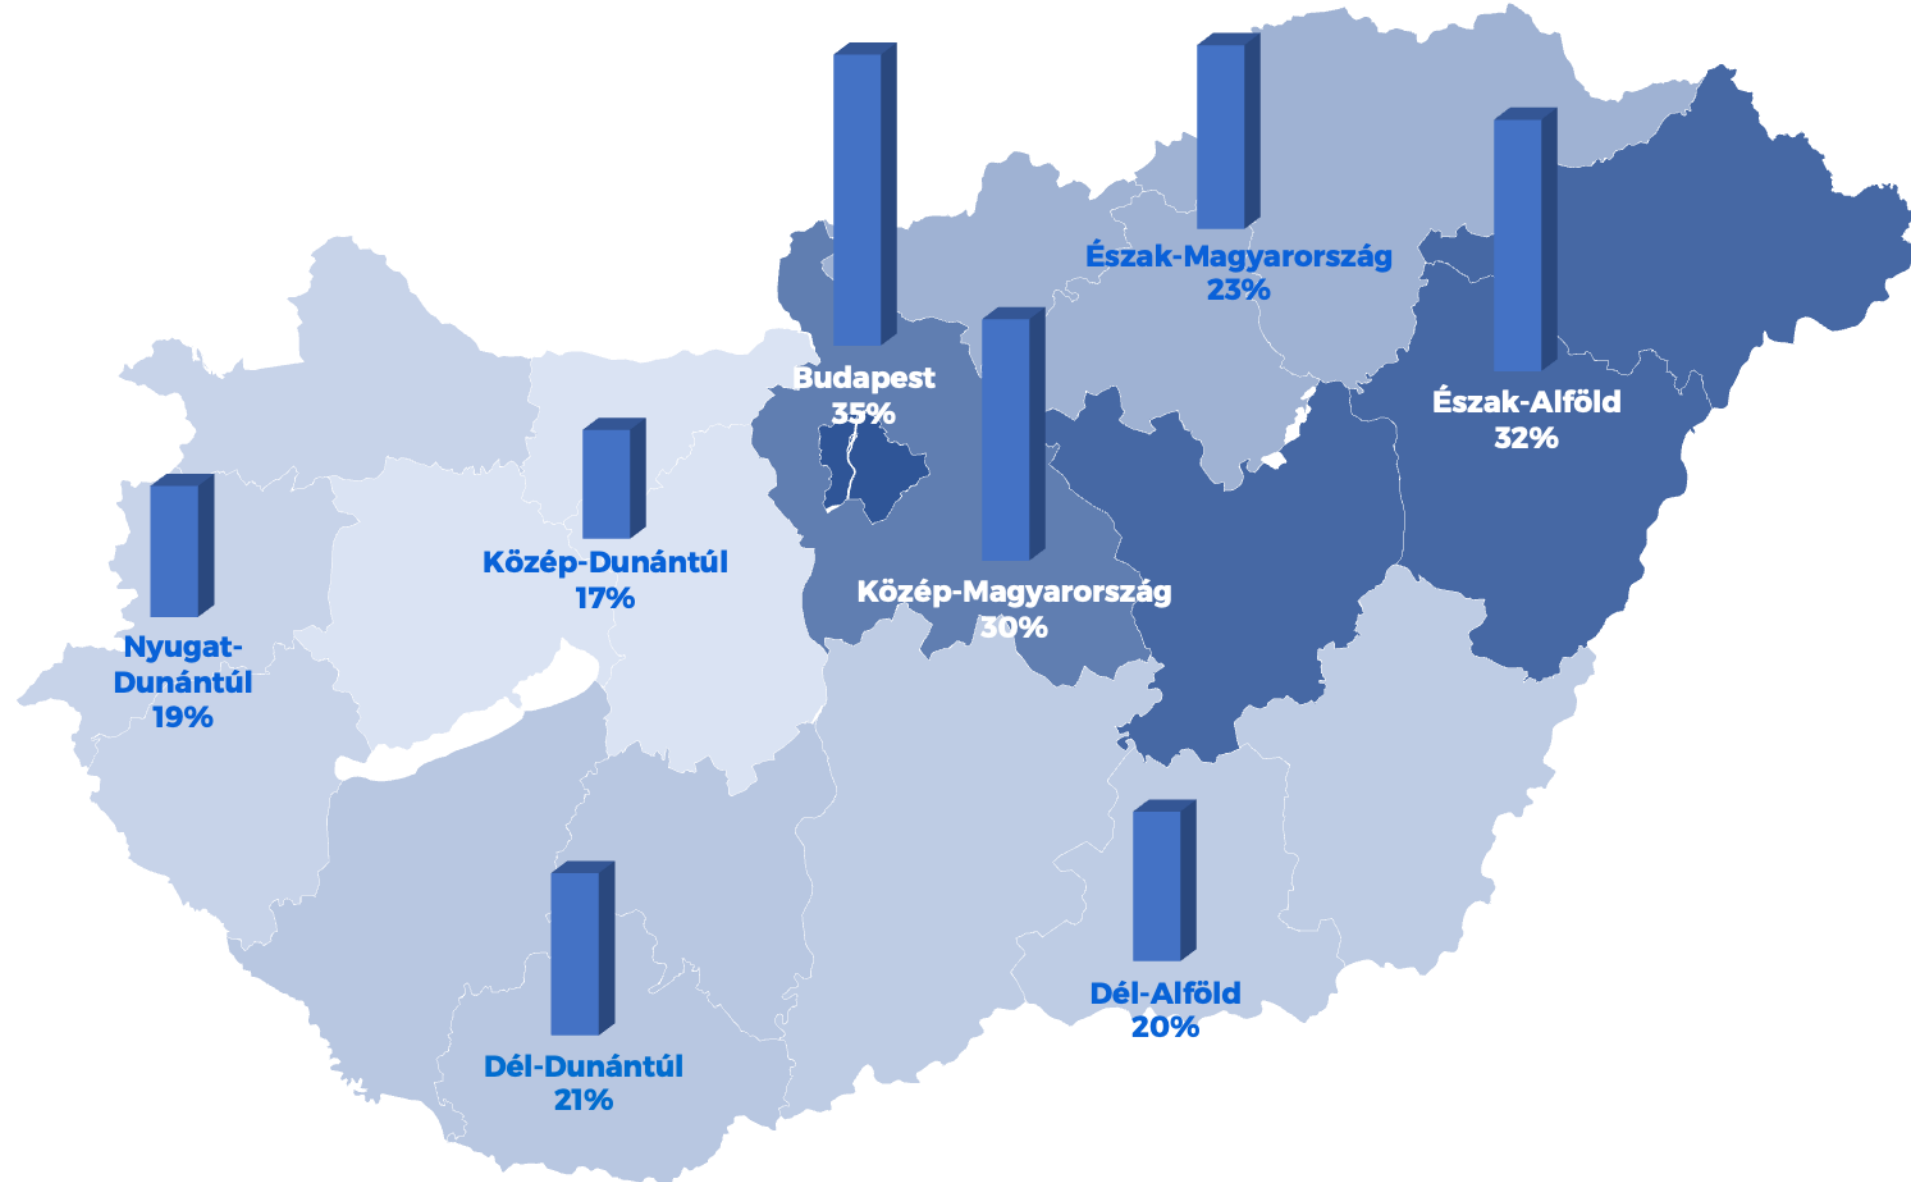 Észak-Magyarország
23%
Budapest
35%
Észak-Alföld
32%
Közép-Dunántúl
17%
Közép-Magyarország
30%
Nyugat-
Dunántúl
19%
Dél-Alföld
20%
Dél-Dunántúl
21%